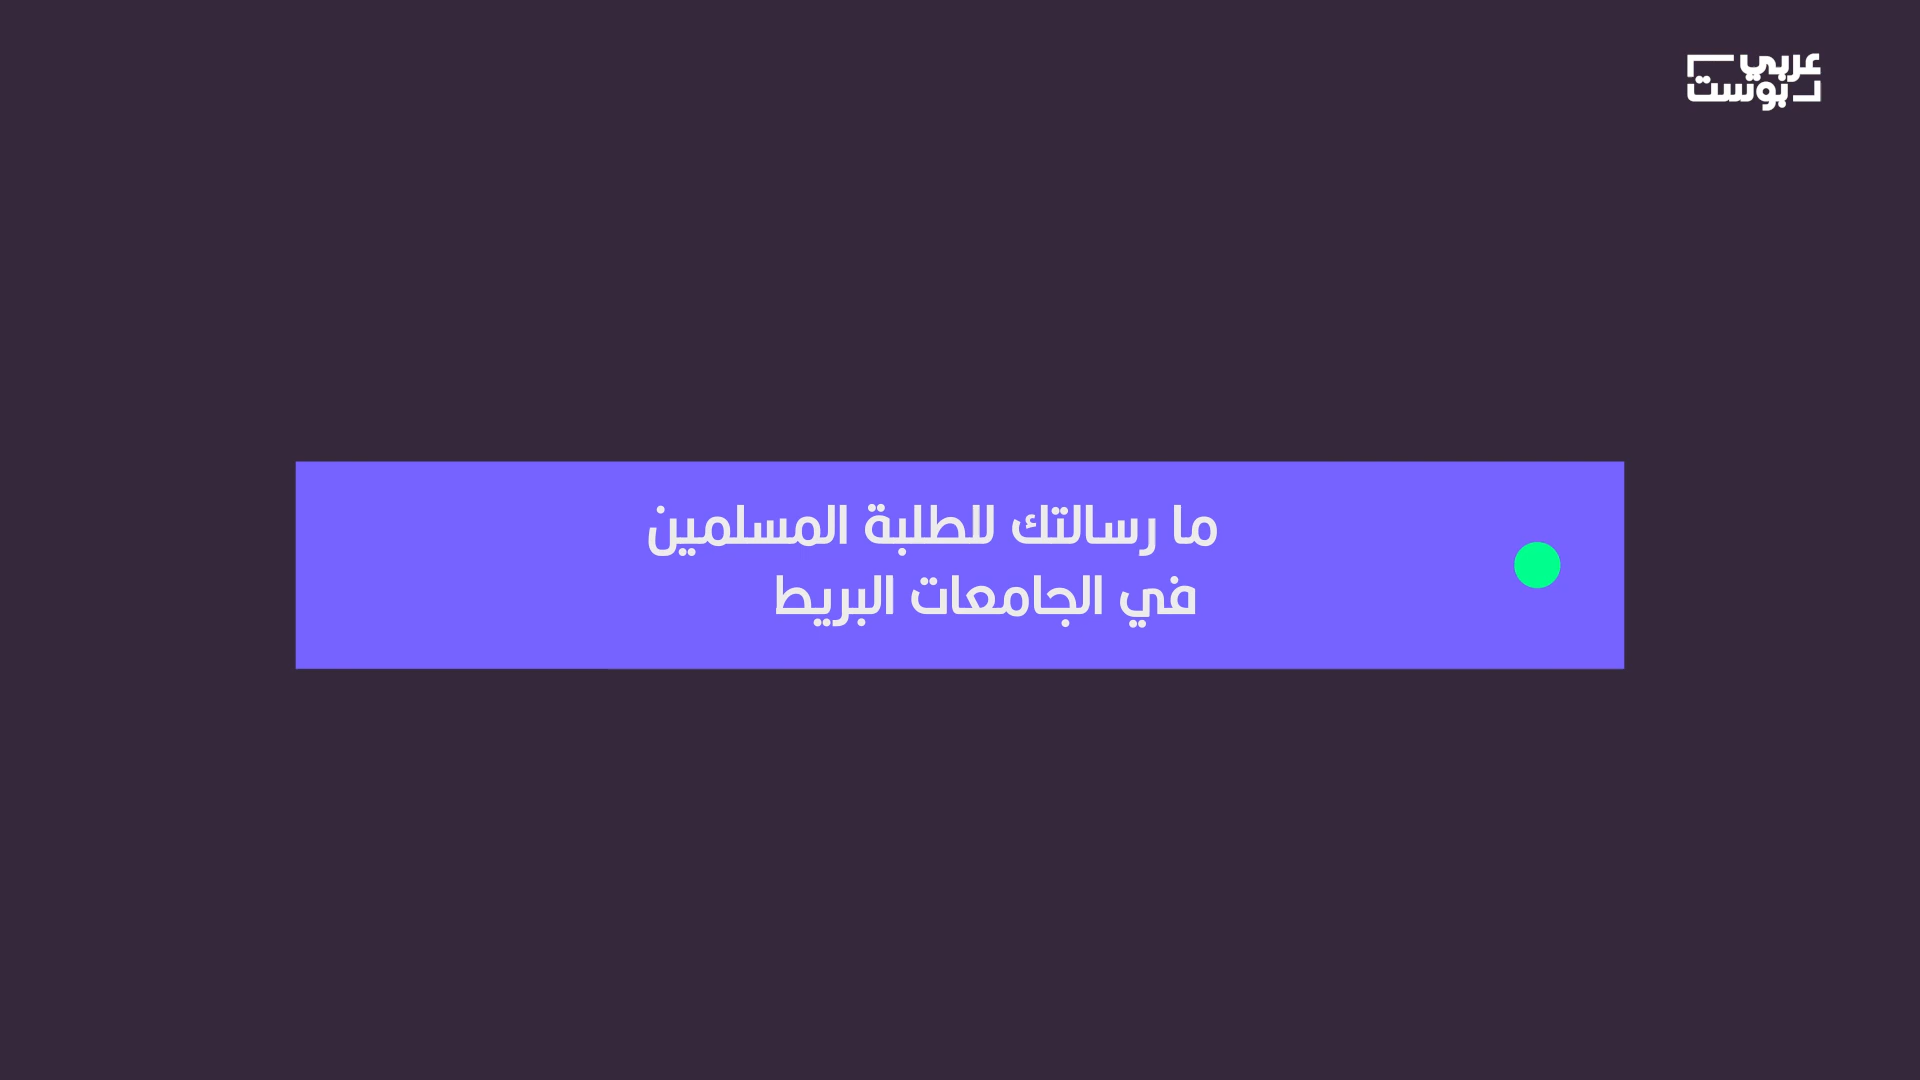 عربي
بوست
ما رسالتك للطلبة المسلمين
في الجامعات البريط